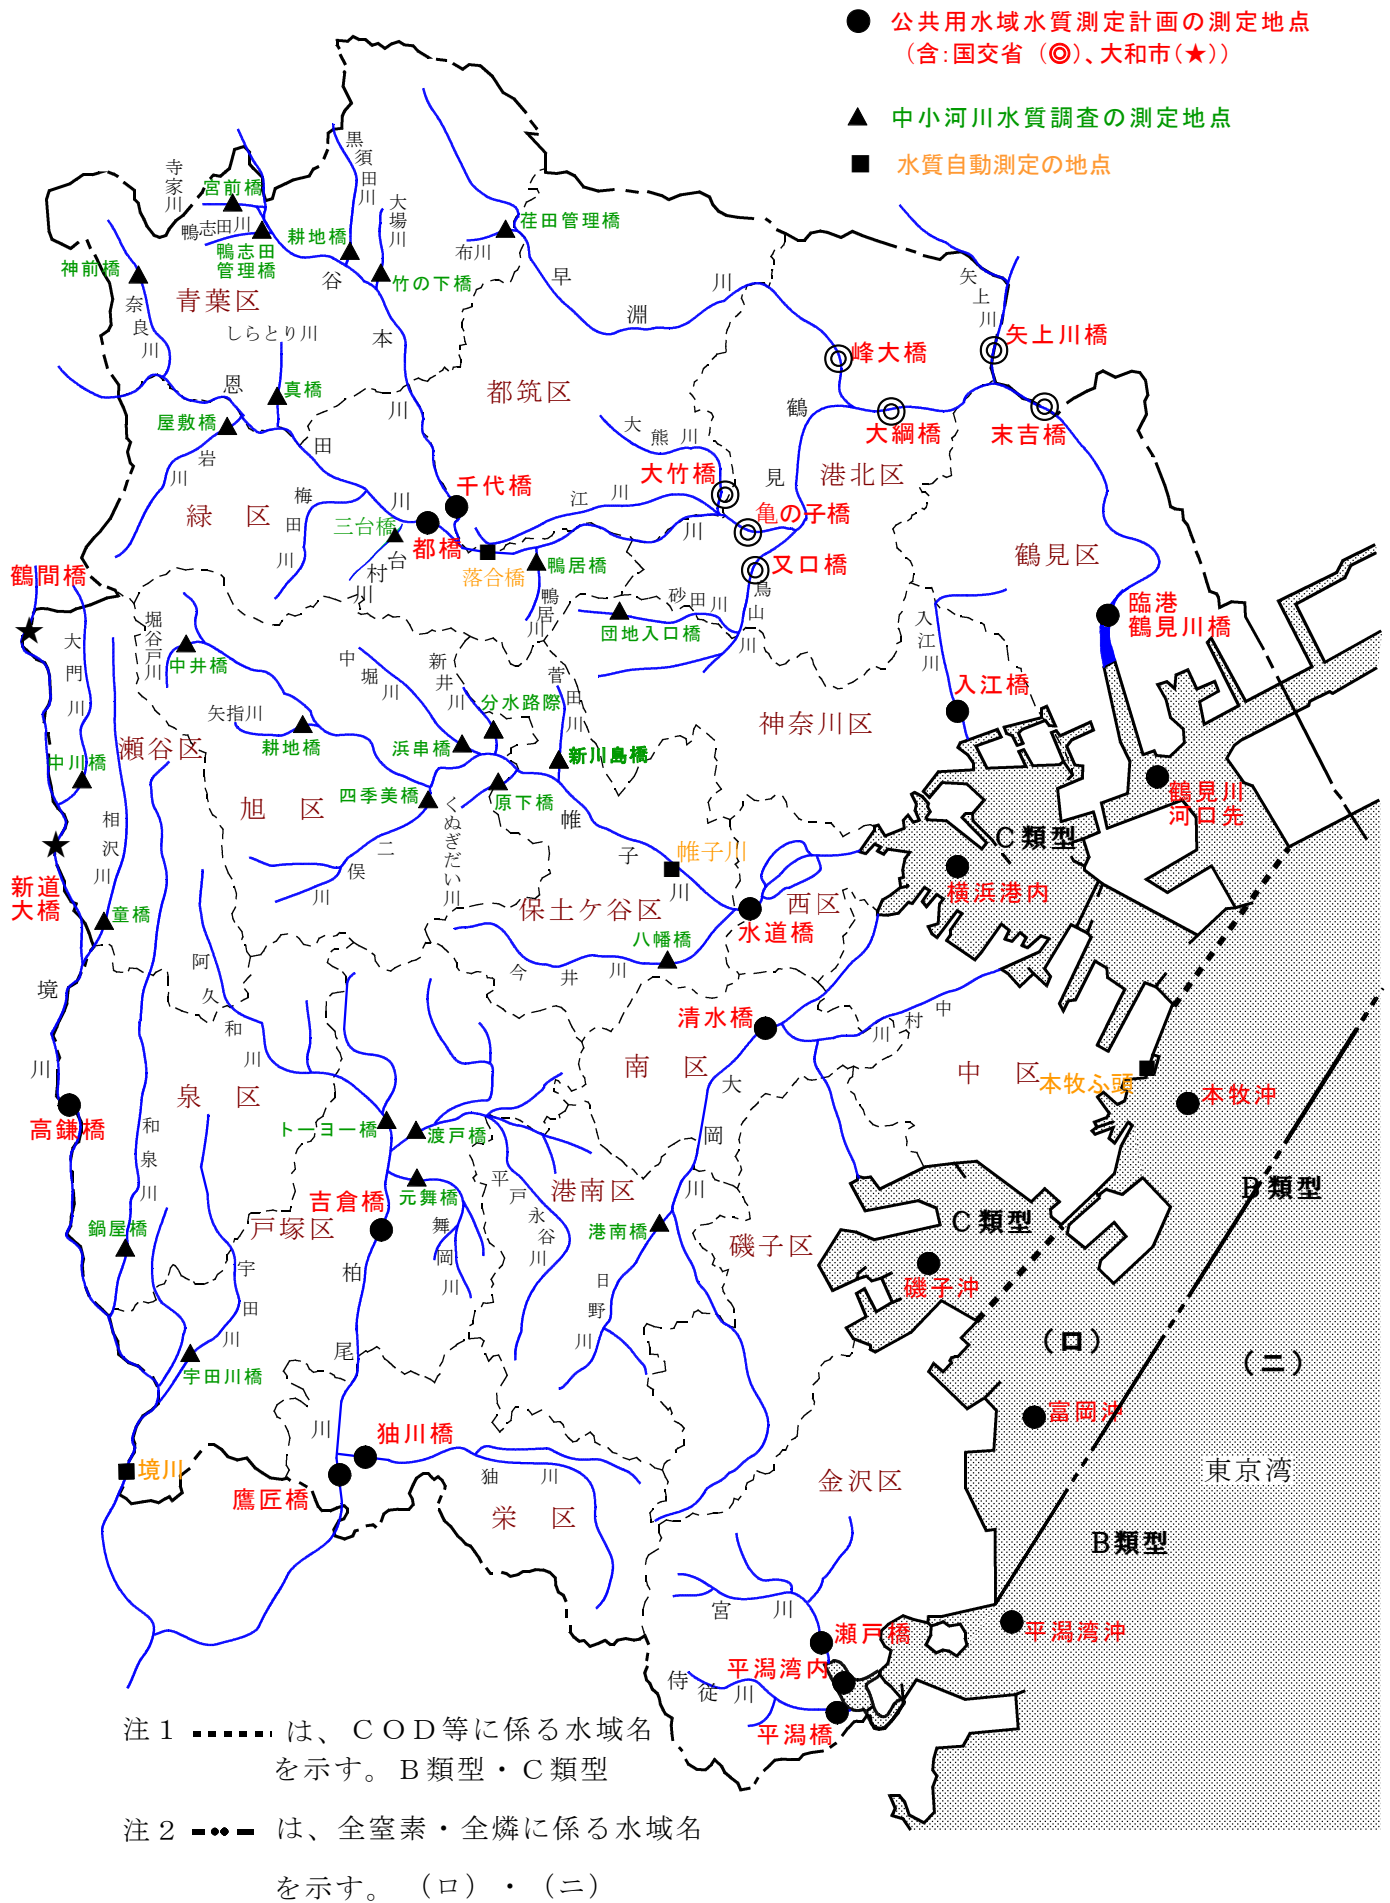 公共用水域水質測定計画の測定地点
（含:国交省（◎）、大和市（★））
中小河川水質調査の測定地点
水質自動測定の地点
寺家川
宮前橋
鴨志田川
鴨志田
管理橋
黒須田川
大場川
耕地橋
竹の下橋
谷本川
荏田管理橋
布川
早淵川
神前橋
奈良川
青葉区
しらとり川
真橋
恩田川
屋敷橋
岩川
都筑区
矢上川
矢上川橋
峰大橋
大綱橋
末吉橋
鶴見川
港北区
大熊川
大竹橋
亀の子橋
又口橋
鳥山川
砂田川
団地入口橋
江川
千代橋
都橋
三台橋
台村川
梅田川
緑区
落合橋
鴨居橋
鴨居川
鶴見区
臨港
鶴見川橋
入江川
入江橋
鶴間橋
大門川
堀谷戸川
中井橋
中堀川
新井川
分水路際
菅田川
新川島橋
神奈川区
矢指川
耕地橋
浜串橋
瀬谷区
中川橋
相沢川
旭区
四季美橋
原下橋
くぬぎだい川
二俣川
帷子川
帷子川
鶴見川
河口先
C類型
横浜港内
新道
大橋
童橋
保土ケ谷区
西区
水道橋
八幡橋
今井川
阿久和川
境川
清水橋
中村川
南区
中区
本牧ふ頭
本牧沖
泉区
高鎌橋
和泉川
トーヨー橋
渡戸橋
大岡川
平戸永谷川
港南区
元舞橋
舞岡川
吉倉橋
戸塚区
鍋屋橋
宇田川
宇田川橋
柏尾川
港南橋
日野川
磯子区
C類型
B類型
磯子沖
（ロ）
（ニ）
富岡沖
東京湾
B類型
境川
鷹匠橋
㹨川橋
㹨川
栄区
金沢区
宮川
瀬戸橋
平潟湾内
平潟湾沖
侍従川
平潟橋
注１ は、ＣＯＤ等に係る水域名
を示す。Ｂ類型・Ｃ類型
注２ は、全窒素・全燐に係る水域名
を示す。（ロ）・（ニ）